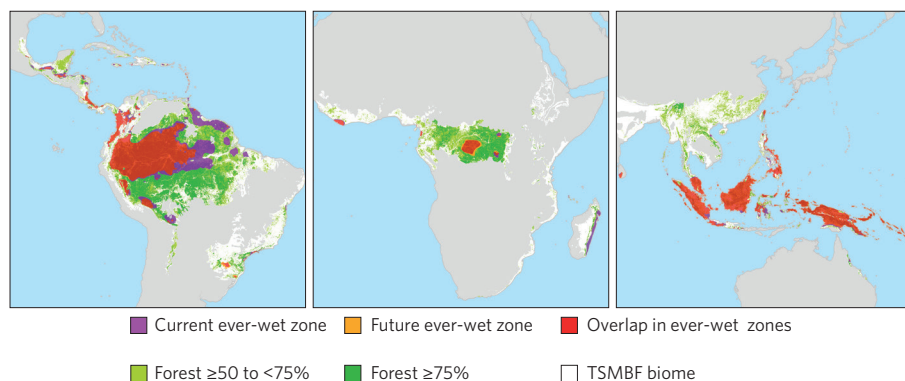 Current ever-wet zone Future ever-wet zone Overlap in ever-wet zones
Forest ≥50 to <75% Forest ≥75% TSMBF biome